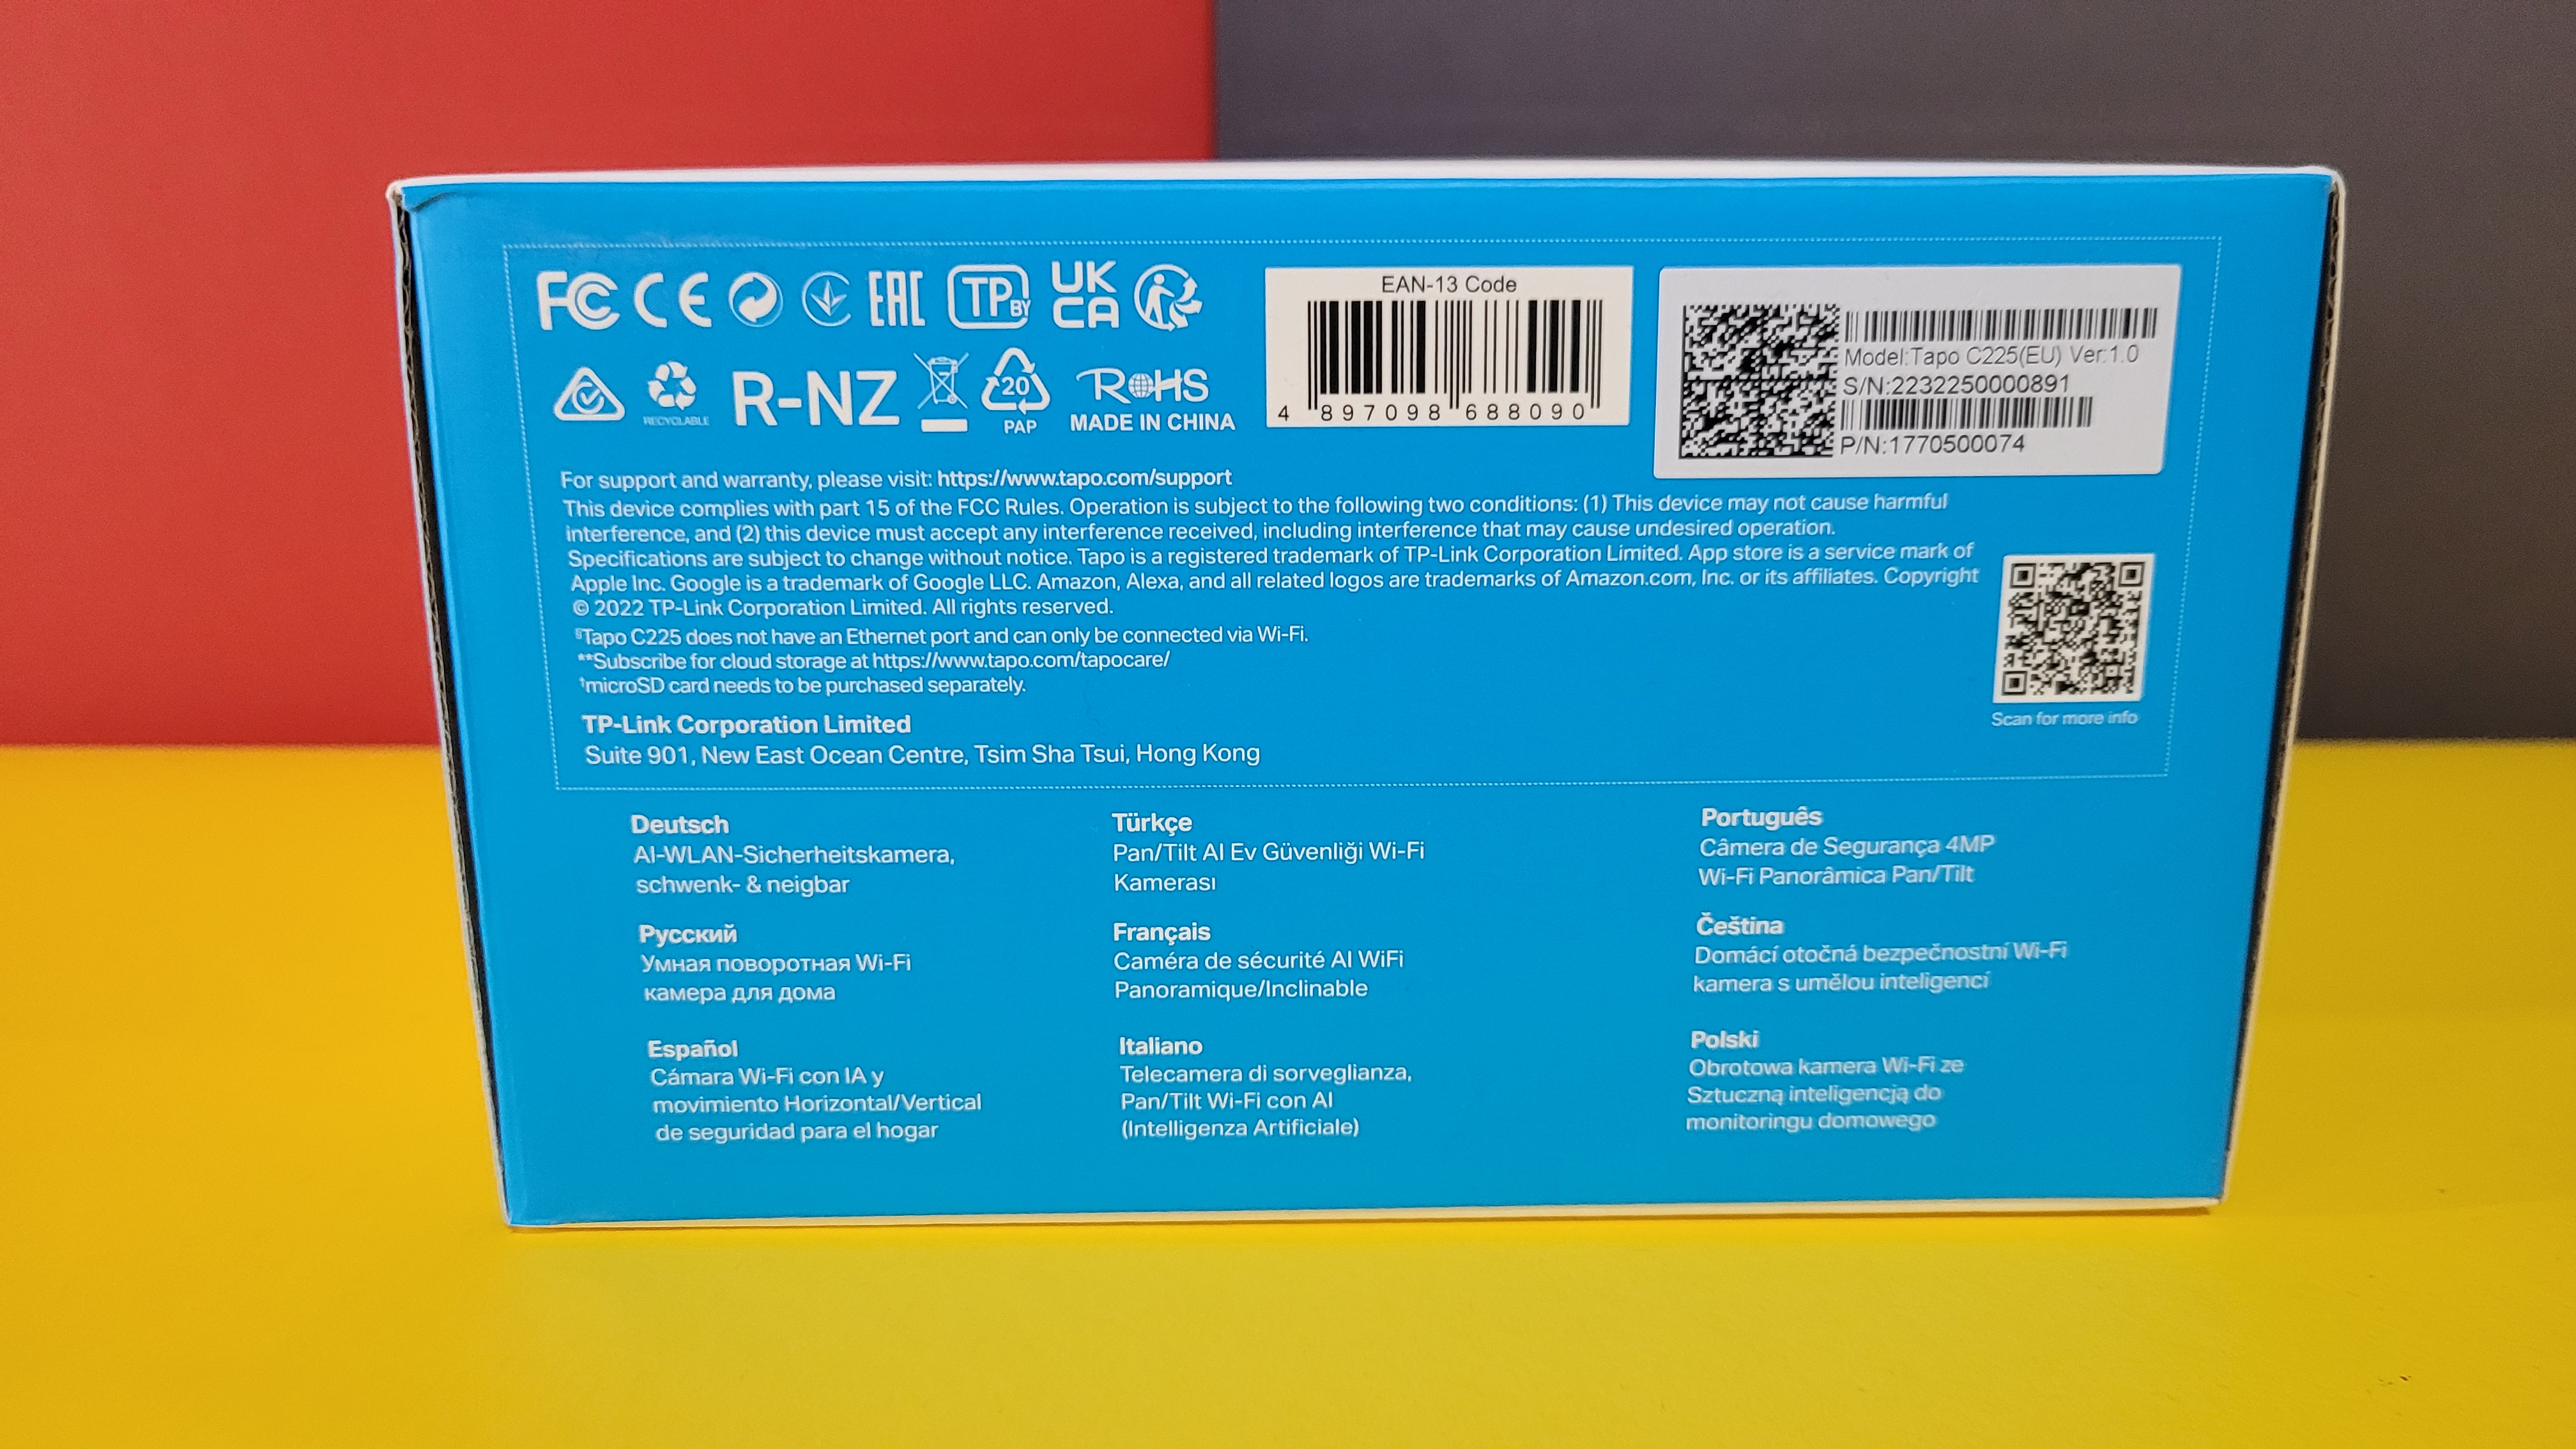 FC CE EAC TP BY UK CA
RECYCLABLE R-NZ 20 PAP RoHS
MADE IN CHINA
EAN-13 Code
4 897098 688090
Model:Tapo C225(EU) Ver:1.0
S/N:2232250000891
P/N:1770500074
For support and warranty, please visit: https://www.tapo.com/support
This device complies with part 15 of the FCC Rules. Operation is subject to the following two conditions: (1) This device may not cause harmful
interference, and (2) this device must accept any interference received, including interference that may cause undesired operation.
Specifications are subject to change without notice. Tapo is a registered trademark of TP-Link Corporation Limited. App store is a service mark of
Apple Inc. Google is a trademark of Google LLC. Amazon, Alexa, and all related logos are trademarks of Amazon.com, Inc. or its affiliates. Copyright
© 2022 TP-Link Corporation Limited. All rights reserved.
§Tapo C225 does not have an Ethernet port and can only be connected via Wi-Fi.
**Subscribe for cloud storage at https://www.tapo.com/tapocare/
†microSD card needs to be purchased separately.
TP-Link Corporation Limited
Suite 901, New East Ocean Centre, Tsim Sha Tsui, Hong Kong
Scan for more info
Deutsch
AI-WLAN-Sicherheitskamera,
schwenk- & neigbar
Русский
Умная поворотная Wi-Fi
камера для дома
Español
Cámara Wi-Fi con IA y
movimiento Horizontal/Vertical
de seguridad para el hogar
Türkçe
Pan/Tilt AI Ev Güvenliği Wi-Fi
Kamerası
Français
Caméra de sécurité AI WiFi
Panoramique/Inclinable
Italiano
Telecamera di sorveglianza,
Pan/Tilt Wi-Fi con AI
(Intelligenza Artificiale)
Português
Câmera de Segurança 4MP
Wi-Fi Panorâmica Pan/Tilt
Čeština
Domácí otočná bezpečnostní Wi-Fi
kamera s umělou inteligencí
Polski
Obrotowa kamera Wi-Fi ze
Sztuczną inteligencją do
monitoringu domowego